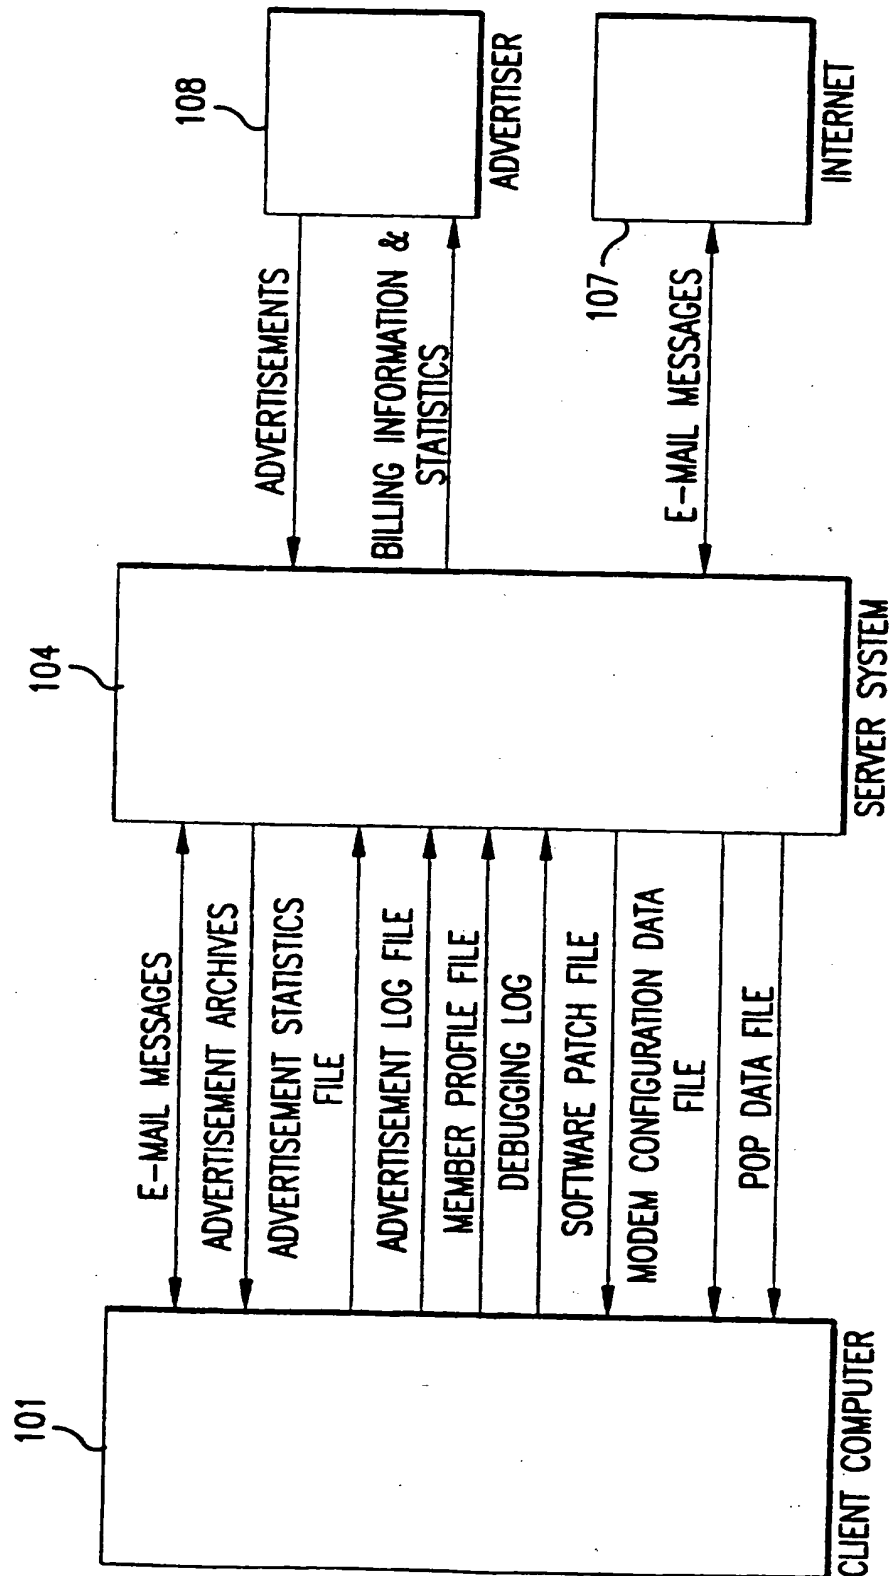 101
CLIENT COMPUTER
E-MAIL MESSAGES
ADVERTISEMENT ARCHIVES
ADVERTISEMENT STATISTICS
FILE
ADVERTISEMENT LOG FILE
MEMBER PROFILE FILE
DEBUGGING LOG
SOFTWARE PATCH FILE
MODEM CONFIGURATION DATA
FILE
POP DATA FILE
104
SERVER SYSTEM
ADVERTISEMENTS
BILLING INFORMATION &
STATISTICS
E-MAIL MESSAGES
108
ADVERTISER
107
INTERNET